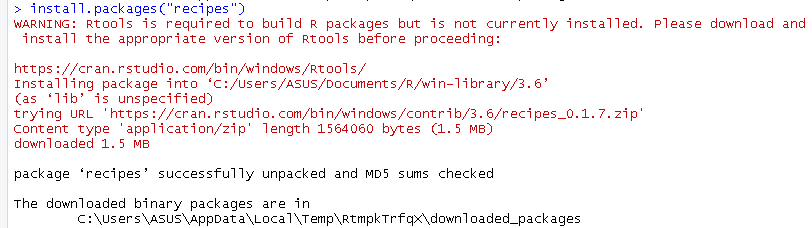 > install.packages("recipes")
WARNING: Rtools is required to build R packages but is not currently installed. Please download and
 install the appropriate version of Rtools before proceeding:
https://cran.rstudio.com/bin/windows/Rtools/
Installing package into ‘C:/Users/ASUS/Documents/R/win-library/3.6’
(as ‘lib’ is unspecified)
trying URL 'https://cran.rstudio.com/bin/windows/contrib/3.6/recipes_0.1.7.zip'
Content type 'application/zip' length 1564060 bytes (1.5 MB)
downloaded 1.5 MB
package ‘recipes’ successfully unpacked and MD5 sums checked
The downloaded binary packages are in
        C:\Users\ASUS\AppData\Local\Temp\RtmpkTrfqX\downloaded_packages